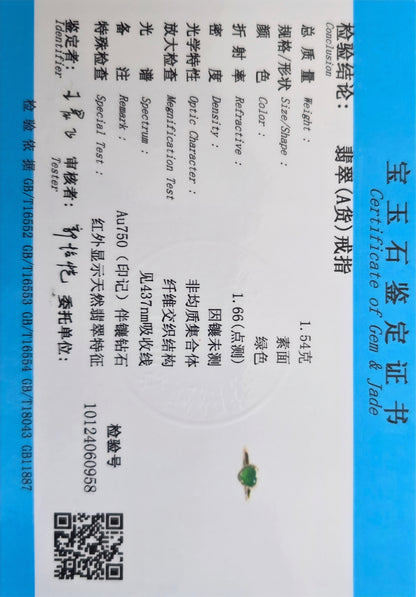 宝玉石鉴定证书
Certificate of Gem & Jade
检验结论： 翡翠(A货)戒指
Conclusion
总质量 Weight： 1.54克
规格/形状 Size/Shape： 素面
颜色 Color： 绿色
折射率 Refractive： 1.66(点测)
密度 Density： 因镶未测
光学特性 Optic Character： 非均质集合体
放大检查 Megnification Test 纤维交织结构
光谱 Spectrum： 见437nm吸收线
备注 Remark： Au750（印记）伴镶钻石
特殊检查 Special Test： 红外显示天然翡翠特征
鉴定者： 审核者： 委托单位：
Identifier Tester
检验号
10124060958
检验依据 GB/T16552 GB/T16553 GB/T16554 GB/T18043 GB11887